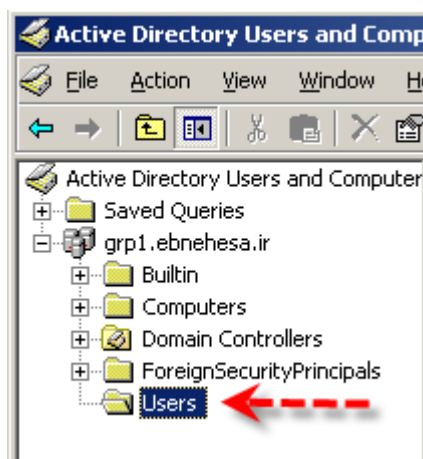 Active Directory Users and Comp
File Action View Window H
Active Directory Users and Computer
Saved Queries
grp1.ebnehesa.ir
Builtin
Computers
Domain Controllers
ForeignSecurityPrincipals
Users